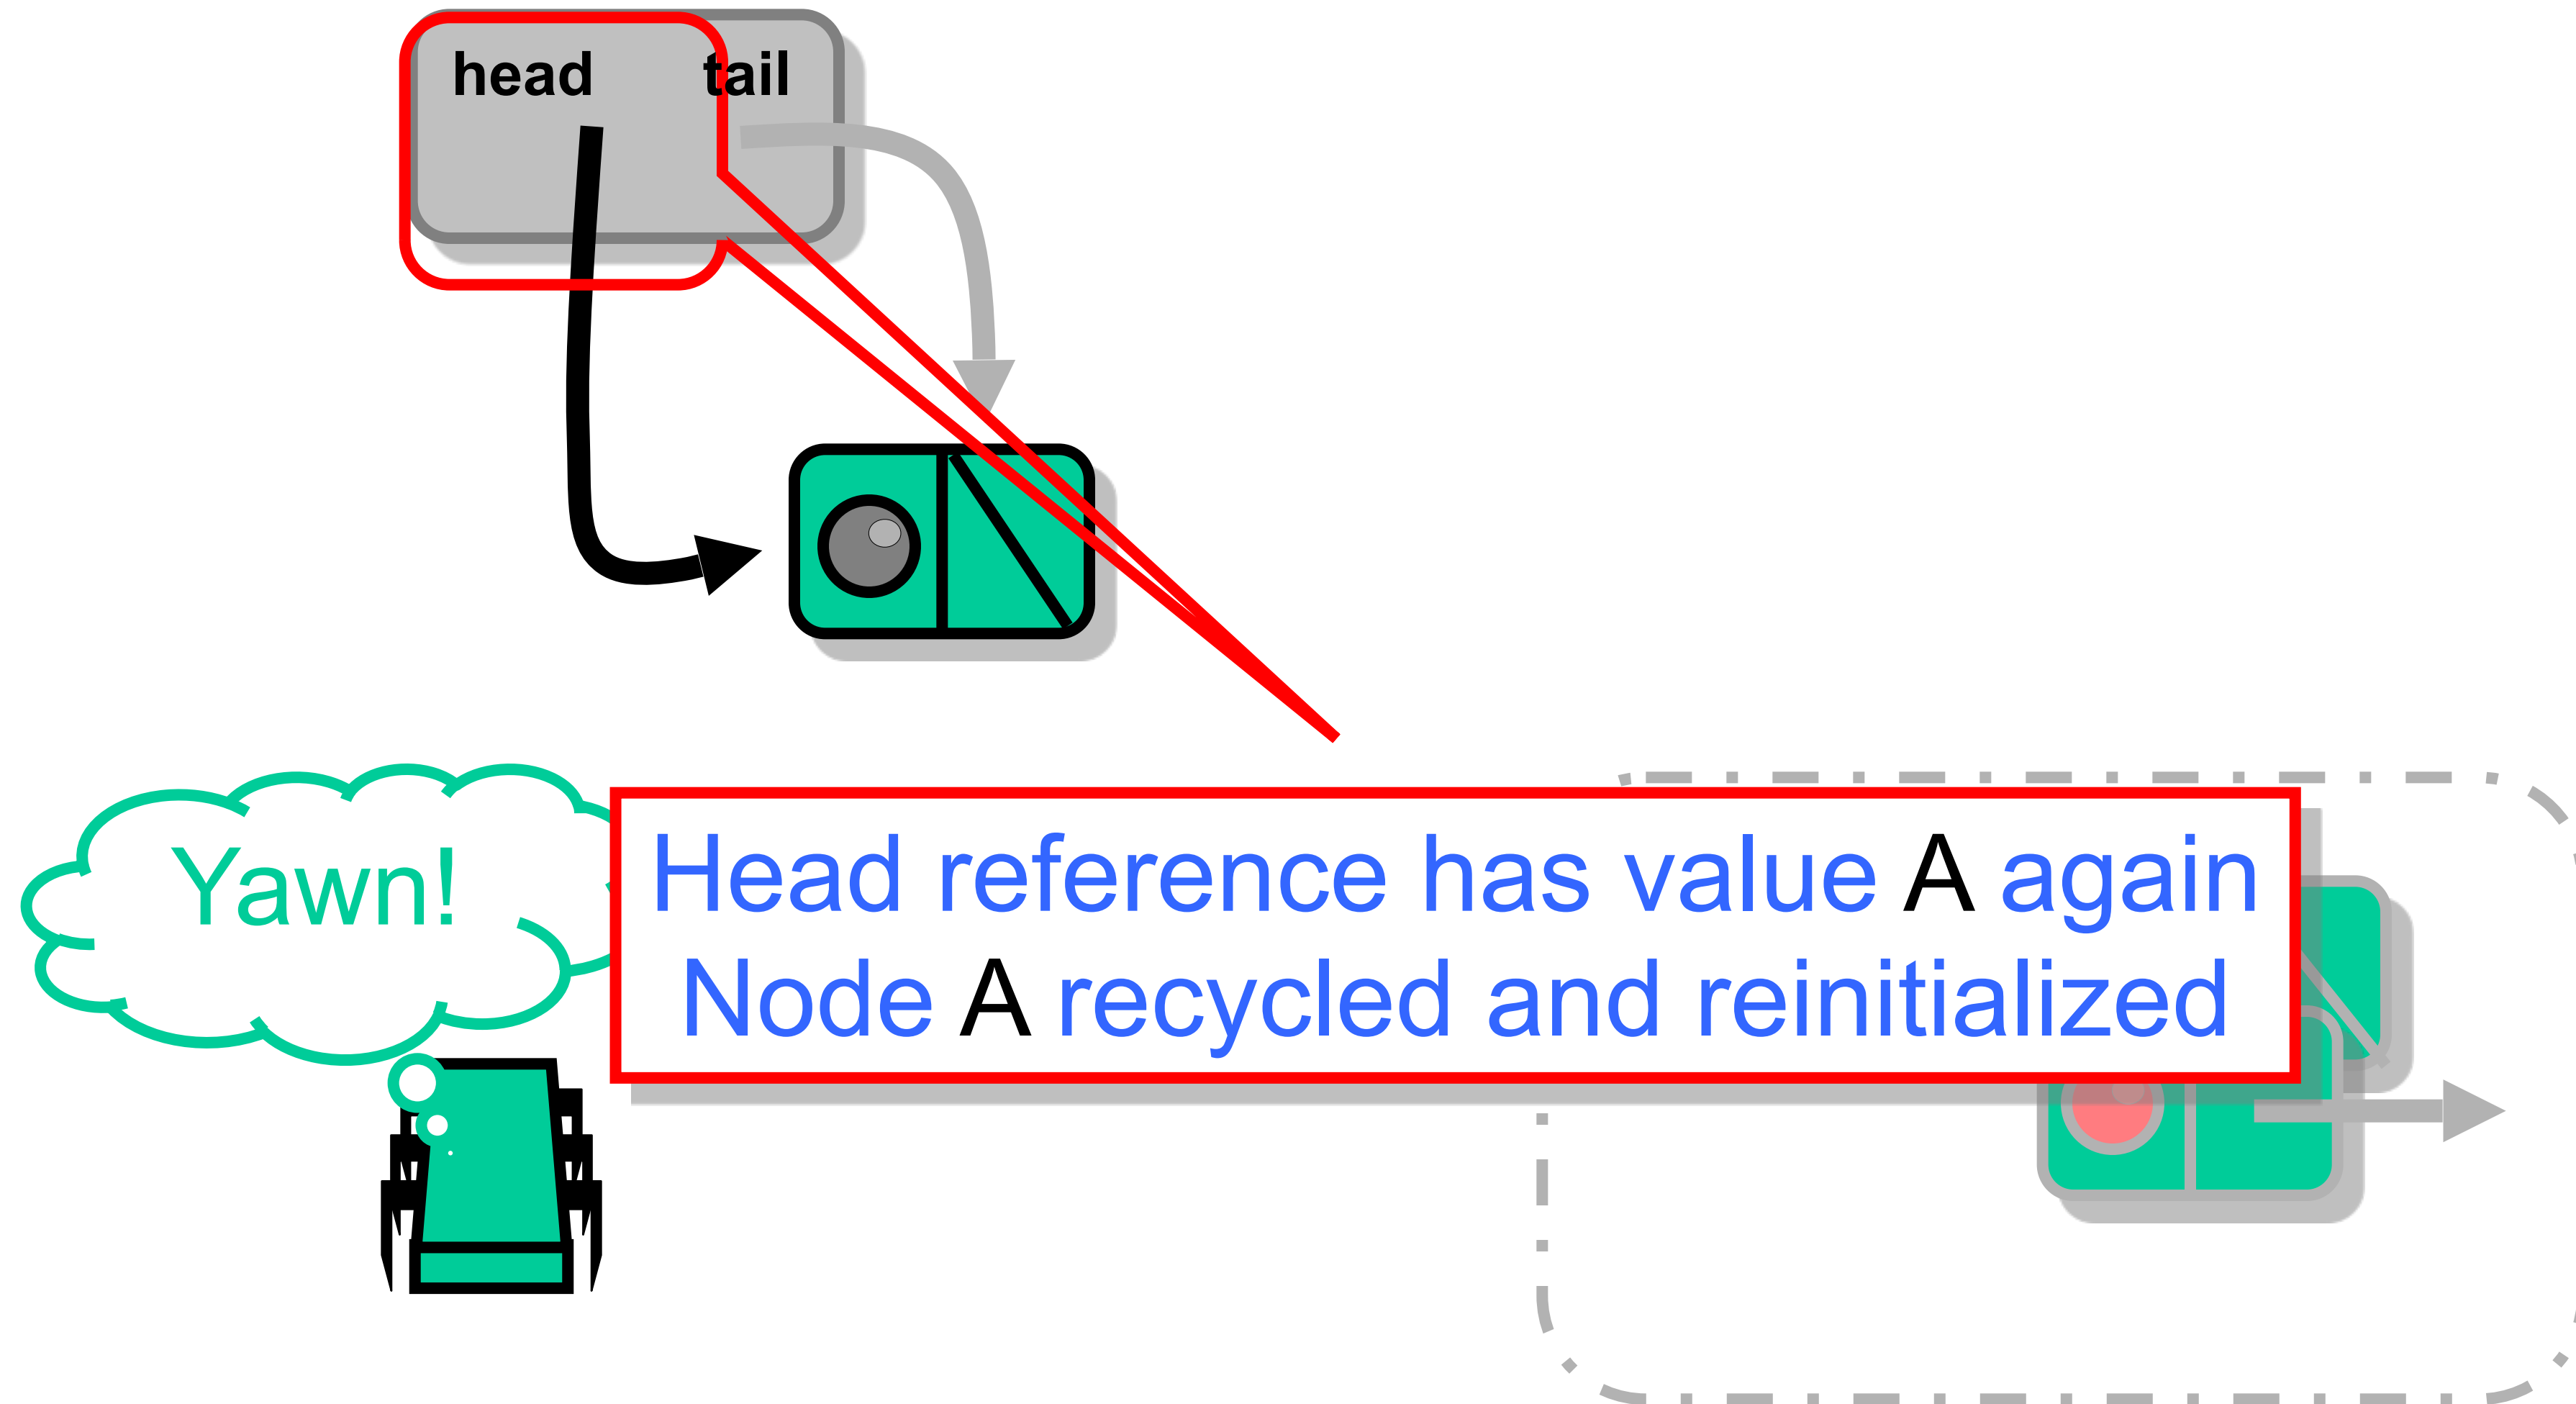 head tail
Yawn!
Head reference has value A again
Node A recycled and reinitialized